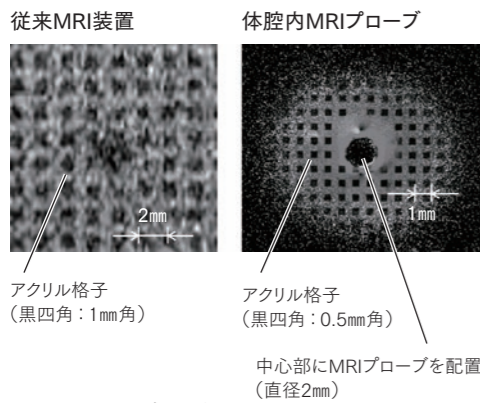 従来MRI装置
体腔内MRIプローブ
2㎜
1㎜
アクリル格子
（黒四角：1㎜角）
アクリル格子
（黒四角：0.5㎜角）
中心部にMRIプローブを配置
（直径2㎜）